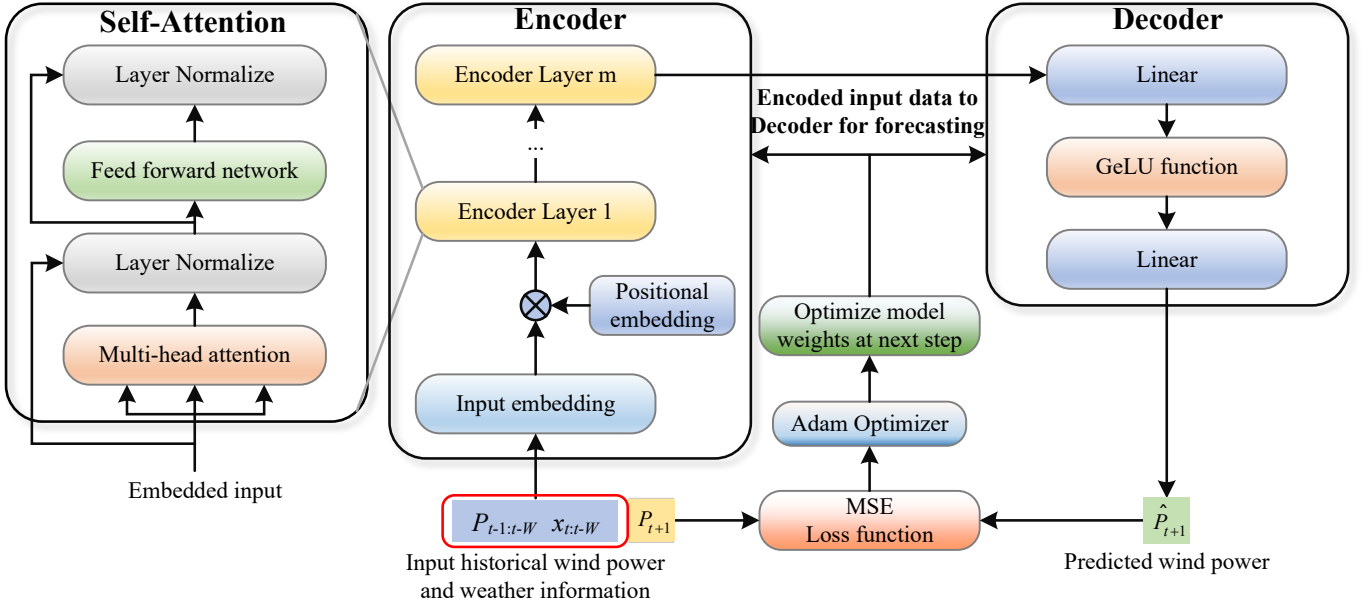 Self-Attention
Layer Normalize
Feed forward network
Layer Normalize
Multi-head attention
Embedded input
Encoder
Encoder Layer m
...
Encoder Layer 1
Positional
embedding
Input embedding
P_{t-1:t-W} x_{t:t-W}
P_{t+1}
Input historical wind power
and weather information
Encoded input data to
Decoder for forecasting
Optimize model
weights at next step
Adam Optimizer
MSE
Loss function
Decoder
Linear
GeLU function
Linear
P̂_{t+1}
Predicted wind power